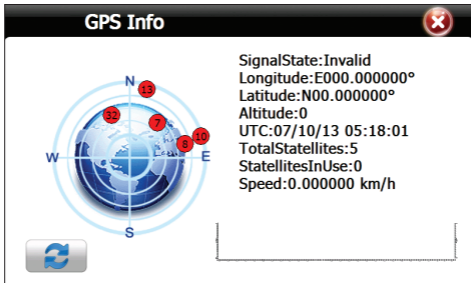 GPS Info
SignalState:Invalid
Longitude:E000.000000°
Latitude:N00.000000°
Altitude:0
UTC:07/10/13 05:18:01
TotalStatellites:5
StatellitesInUse:0
Speed:0.000000 km/h
N
13
32
7
8
10
W
E
S